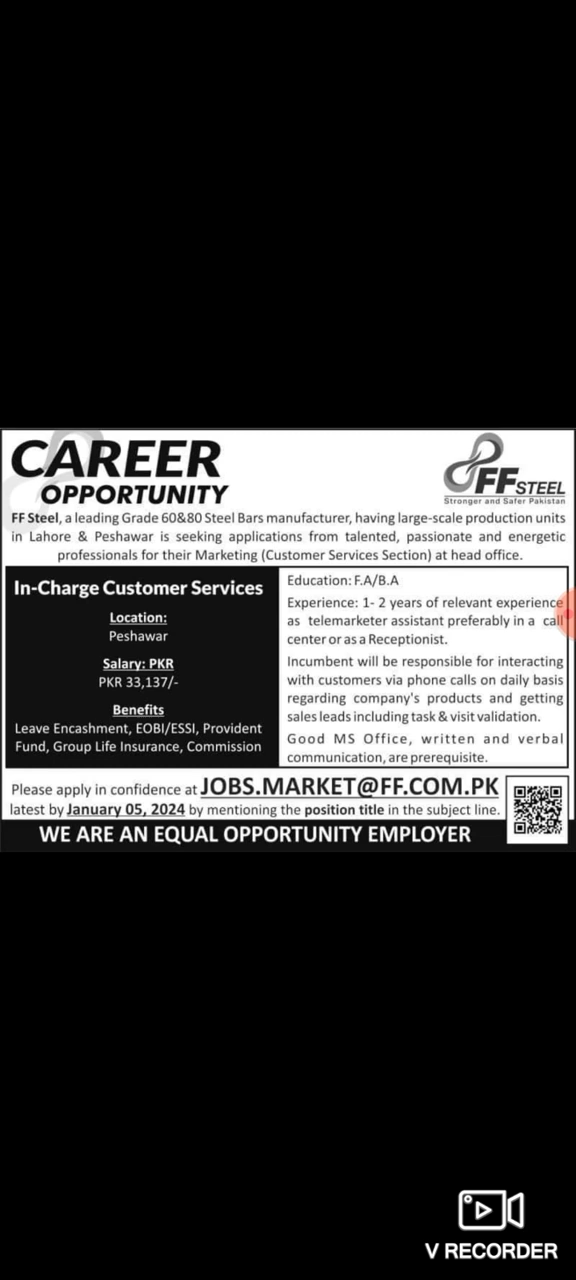 CAREER
OPPORTUNITY
FF STEEL
Stronger and Safer Pakistan
FF Steel, a leading Grade 60&80 Steel Bars manufacturer, having large-scale production units
in Lahore & Peshawar is seeking applications from talented, passionate and energetic
professionals for their Marketing (Customer Services Section) at head office.
In-Charge Customer Services
Location:
Peshawar
Salary: PKR
PKR 33,137/-
Benefits
Leave Encashment, EOBI/ESSI, Provident
Fund, Group Life Insurance, Commission
Education: F.A/B.A
Experience: 1- 2 years of relevant experience
as telemarketer assistant preferably in a call
center or as a Receptionist.
Incumbent will be responsible for interacting
with customers via phone calls on daily basis
regarding company's products and getting
sales leads including task & visit validation.
Good MS Office, written and verbal
communication, are prerequisite.
Please apply in confidence at JOBS.MARKET@FF.COM.PK
latest by January 05, 2024 by mentioning the position title in the subject line.
WE ARE AN EQUAL OPPORTUNITY EMPLOYER
V RECORDER